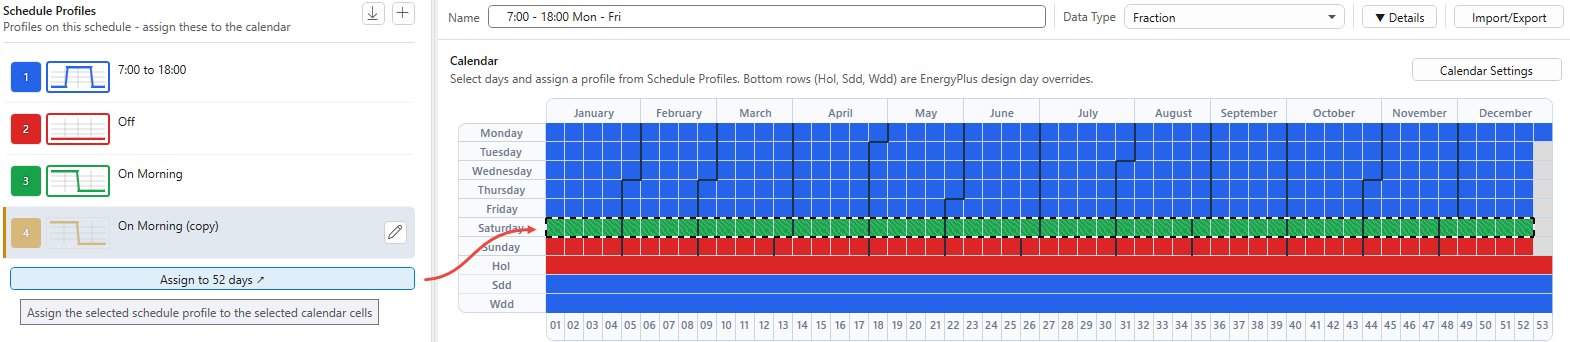 Schedule Profiles
Profiles on this schedule - assign these to the calendar
1 7:00 to 18:00
2 Off
3 On Morning
4 On Morning (copy)
Assign to 52 days ↗
Assign the selected schedule profile to the selected calendar cells
Name 7:00 - 18:00 Mon - Fri Data Type Fraction ▼ Details Import/Export
Calendar
Select days and assign a profile from Schedule Profiles. Bottom rows (Hol, Sdd, Wdd) are EnergyPlus design day overrides.
Calendar Settings
January February March April May June July August September October November December
Monday
Tuesday
Wednesday
Thursday
Friday
Saturday
Sunday
Hol
Sdd
Wdd
01 02 03 04 05 06 07 08 09 10 11 12 13 14 15 16 17 18 19 20 21 22 23 24 25 26 27 28 29 30 31 32 33 34 35 36 37 38 39 40 41 42 43 44 45 46 47 48 49 50 51 52 53